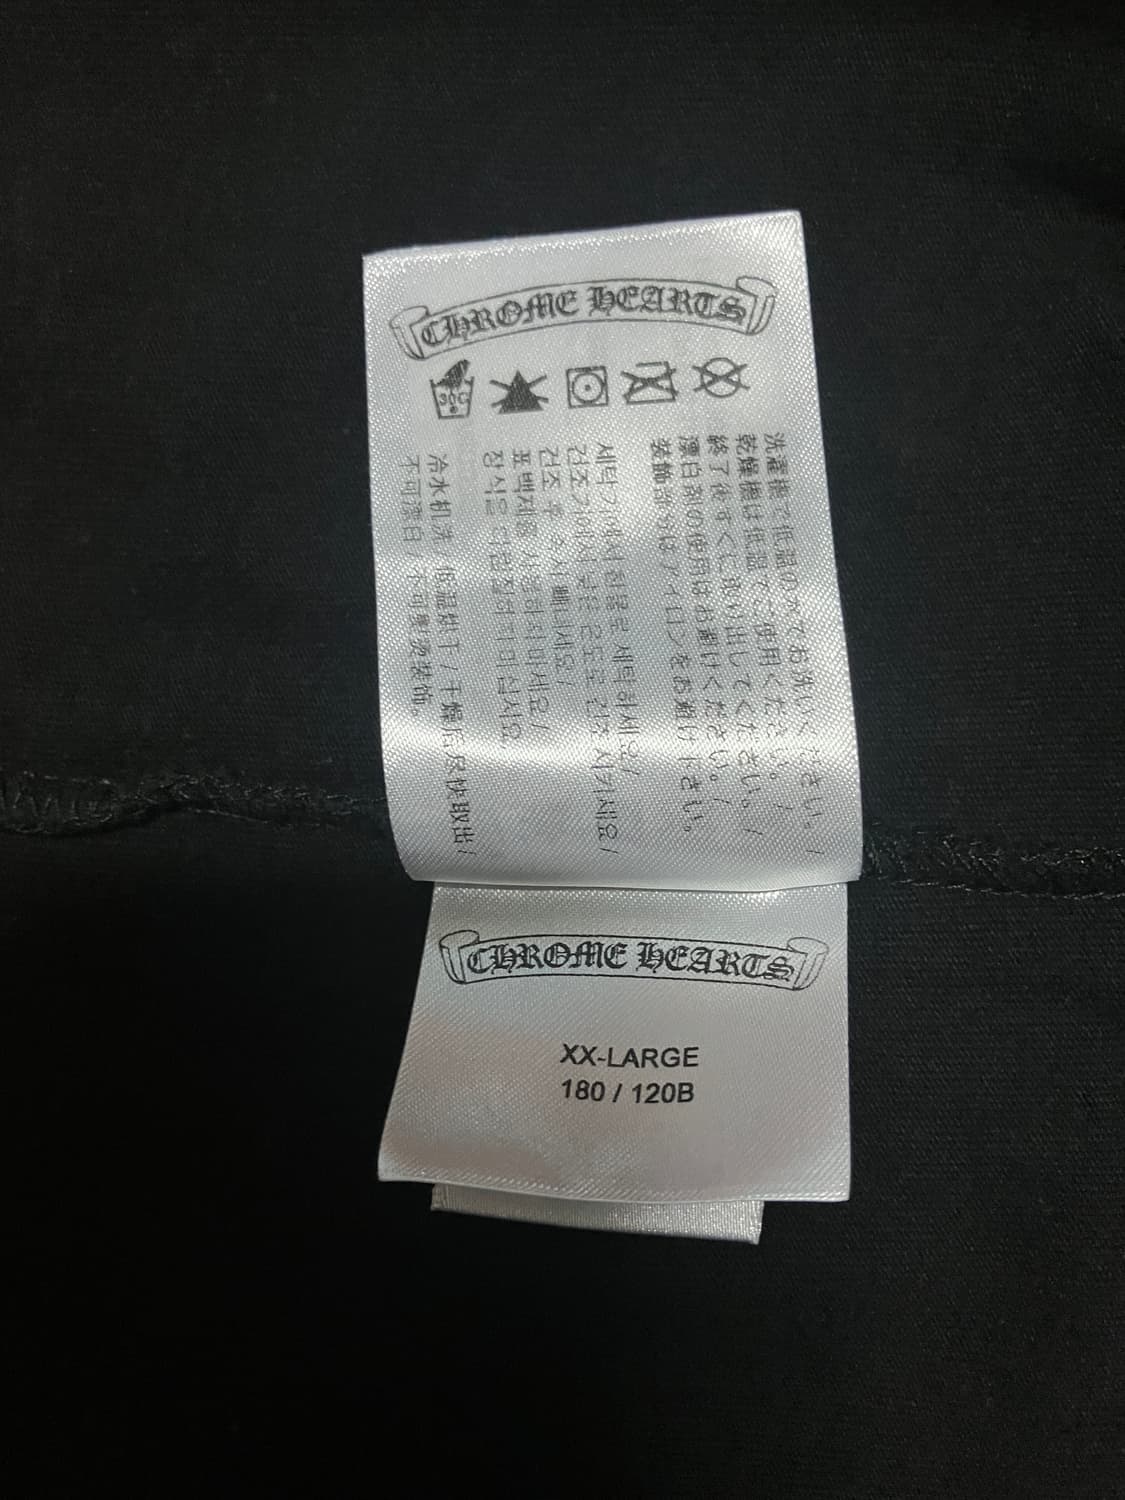 CHROME HEARTS
30C
洗濯機で低温の水でお洗いください。/
乾燥機は低温でご使用ください。/
終了後すぐに取り出してください。/
漂白剤の使用はお避けください。/
装飾部分はアイロンをお避け下さい。
세탁기에서 찬물로 세탁하세요/
건조기에서 낮은 온도로 건조시키세요/
건조 후 즉시 빼내세요/
표백제를 사용하지 마세요/
장식은 다림질하지 마십시요.
冷水机洗 / 低温烘干 / 干燥后尽快取出 /
不可漂白 / 不可熨烫装饰。
CHROME HEARTS
XX-LARGE
180 / 120B